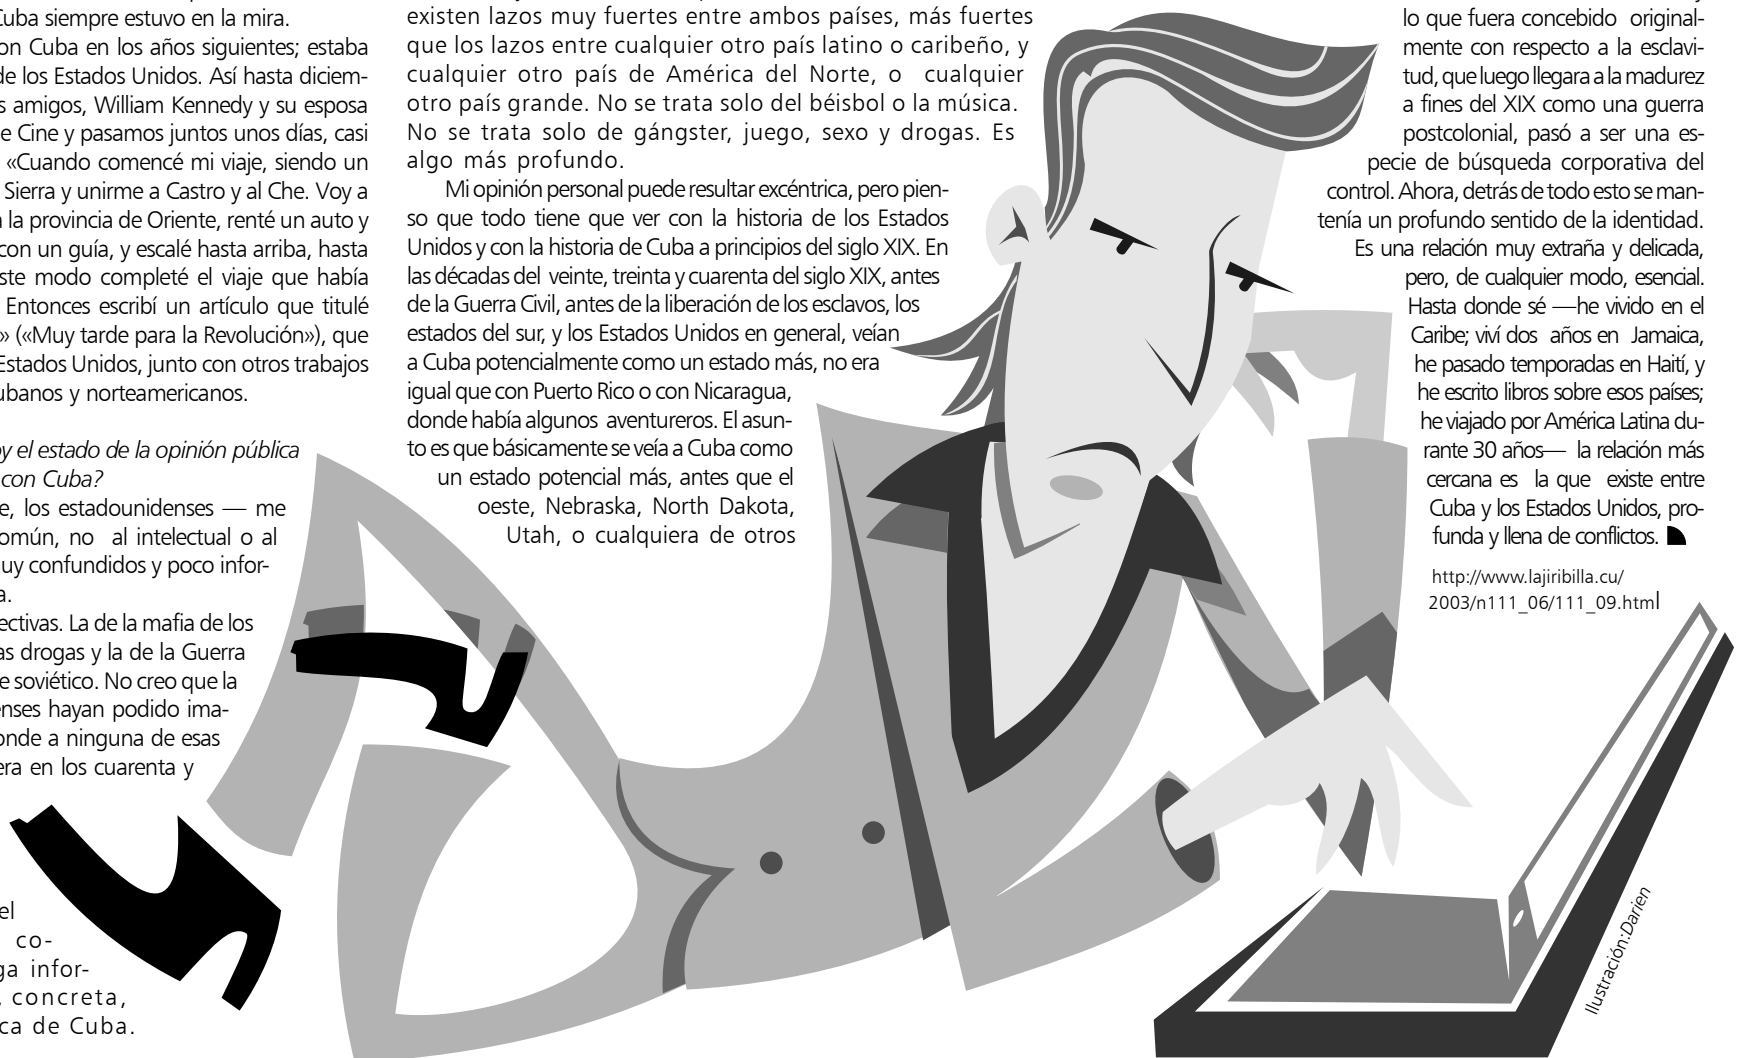 Cuba siempre estuvo en la mira.
on Cuba en los años siguientes; estaba
de los Estados Unidos. Así hasta diciem-
s amigos, William Kennedy y su esposa
e Cine y pasamos juntos unos días, casi
«Cuando comencé mi viaje, siendo un
Sierra y unirme a Castro y al Che. Voy a
a la provincia de Oriente, renté un auto y
con un guía, y escalé hasta arriba, hasta
ste modo completé el viaje que había
Entonces escribí un artículo que titulé
» («Muy tarde para la Revolución»), que
Estados Unidos, junto con otros trabajos
ubanos y norteamericanos.
oy el estado de la opinión pública
con Cuba?
e, los estadounidenses — me
omún, no al intelectual o al
uy confundidos y poco infor-
a.
ectivas. La de la mafia de los
as drogas y la de la Guerra
e soviético. No creo que la
enses hayan podido ima-
onde a ninguna de esas
era en los cuarenta y
el
co-
ga infor-
, concreta,
ca de Cuba.
existen lazos muy fuertes entre ambos países, más fuertes
que los lazos entre cualquier otro país latino o caribeño, y
cualquier otro país de América del Norte, o cualquier
otro país grande. No se trata solo del béisbol o la música.
No se trata solo de gángster, juego, sexo y drogas. Es
algo más profundo.
Mi opinión personal puede resultar excéntrica, pero pien-
so que todo tiene que ver con la historia de los Estados
Unidos y con la historia de Cuba a principios del siglo XIX. En
las décadas del veinte, treinta y cuarenta del siglo XIX, antes
de la Guerra Civil, antes de la liberación de los esclavos, los
estados del sur, y los Estados Unidos en general, veían
a Cuba potencialmente como un estado más, no era
igual que con Puerto Rico o con Nicaragua,
donde había algunos aventureros. El asun-
to es que básicamente se veía a Cuba como
un estado potencial más, antes que el
oeste, Nebraska, North Dakota,
Utah, o cualquiera de otros
lo que fuera concebido original-
mente con respecto a la esclavi-
tud, que luego llegara a la madurez
a fines del XIX como una guerra
postcolonial, pasó a ser una es-
pecie de búsqueda corporativa del
control. Ahora, detrás de todo esto se man-
tenía un profundo sentido de la identidad.
Es una relación muy extraña y delicada,
pero, de cualquier modo, esencial.
Hasta donde sé —he vivido en el
Caribe; viví dos años en Jamaica,
he pasado temporadas en Haití, y
he escrito libros sobre esos países;
he viajado por América Latina du-
rante 30 años— la relación más
cercana es la que existe entre
Cuba y los Estados Unidos, pro-
funda y llena de conflictos.
http://www.lajiribilla.cu/
2003/n111_06/111_09.html
Ilustración:Darien